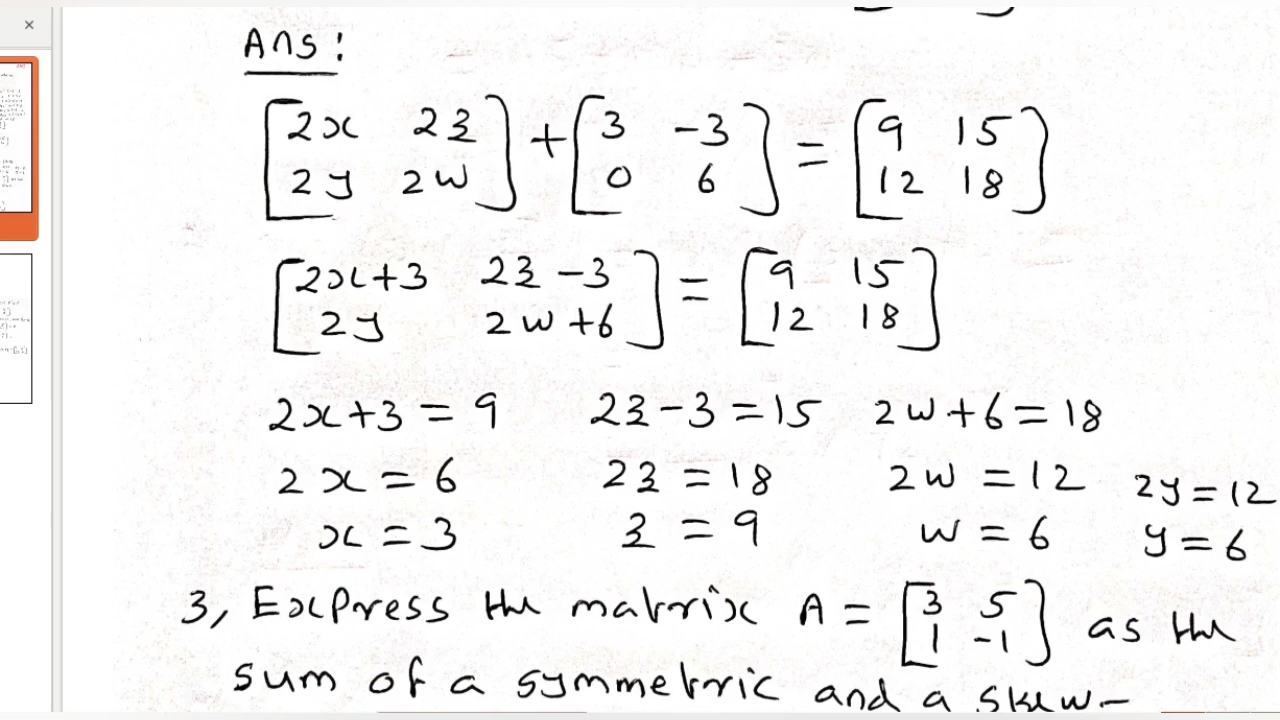 Ans:
[2x 2z] + [3 -3] = [9 15]
[2y 2w] [0 6] [12 18]
[2x+3 2z-3] = [9 15]
[2y 2w+6] [12 18]
2x+3 = 9 2z-3 = 15 2w+6 = 18
2x = 6 2z = 18 2w = 12 2y = 12
x = 3 z = 9 w = 6 y = 6
3, Express the matrix A = [3 5] as the
[1 -1]
sum of a symmetric and a skew-